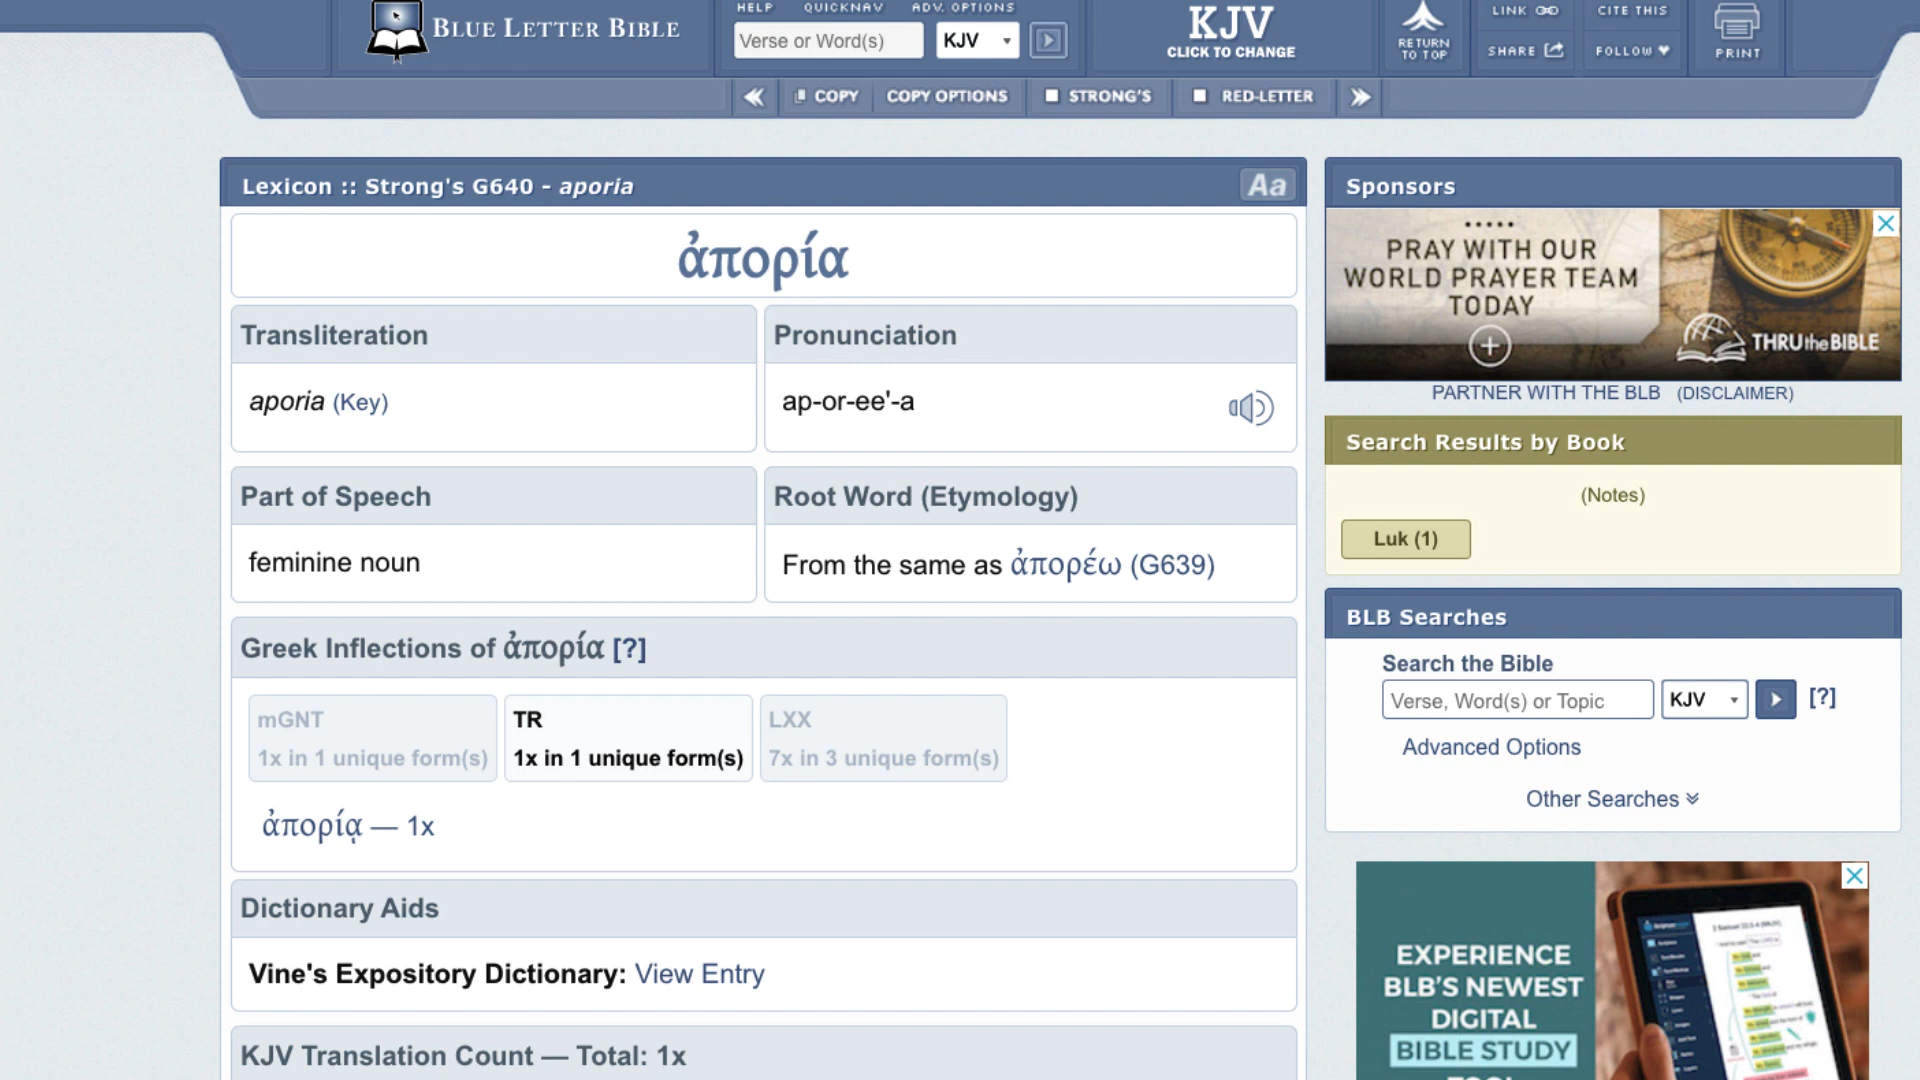 BLUE LETTER BIBLE
HELP QUICKNAV ADV. OPTIONS
Verse or Word(s)
KJV
KJV
CLICK TO CHANGE
RETURN
TO TOP
LINK
CITE THIS
SHARE
FOLLOW
PRINT
COPY
COPY OPTIONS
STRONG'S
RED-LETTER
Lexicon :: Strong's G640 - aporia
Aa
ἀπορία
Transliteration
aporia (Key)
Pronunciation
ap-or-ee'-a
Part of Speech
feminine noun
Root Word (Etymology)
From the same as ἀπορέω (G639)
Greek Inflections of ἀπορία [?]
mGNT
1x in 1 unique form(s)
TR
1x in 1 unique form(s)
LXX
7x in 3 unique form(s)
ἀπορίᾳ — 1x
Dictionary Aids
Vine's Expository Dictionary: View Entry
KJV Translation Count — Total: 1x
Sponsors
PRAY WITH OUR
WORLD PRAYER TEAM
TODAY
THRU the BIBLE
PARTNER WITH THE BLB (DISCLAIMER)
Search Results by Book
(Notes)
Luk (1)
BLB Searches
Search the Bible
Verse, Word(s) or Topic
KJV
[?]
Advanced Options
Other Searches
EXPERIENCE
BLB'S NEWEST
DIGITAL
BIBLE STUDY